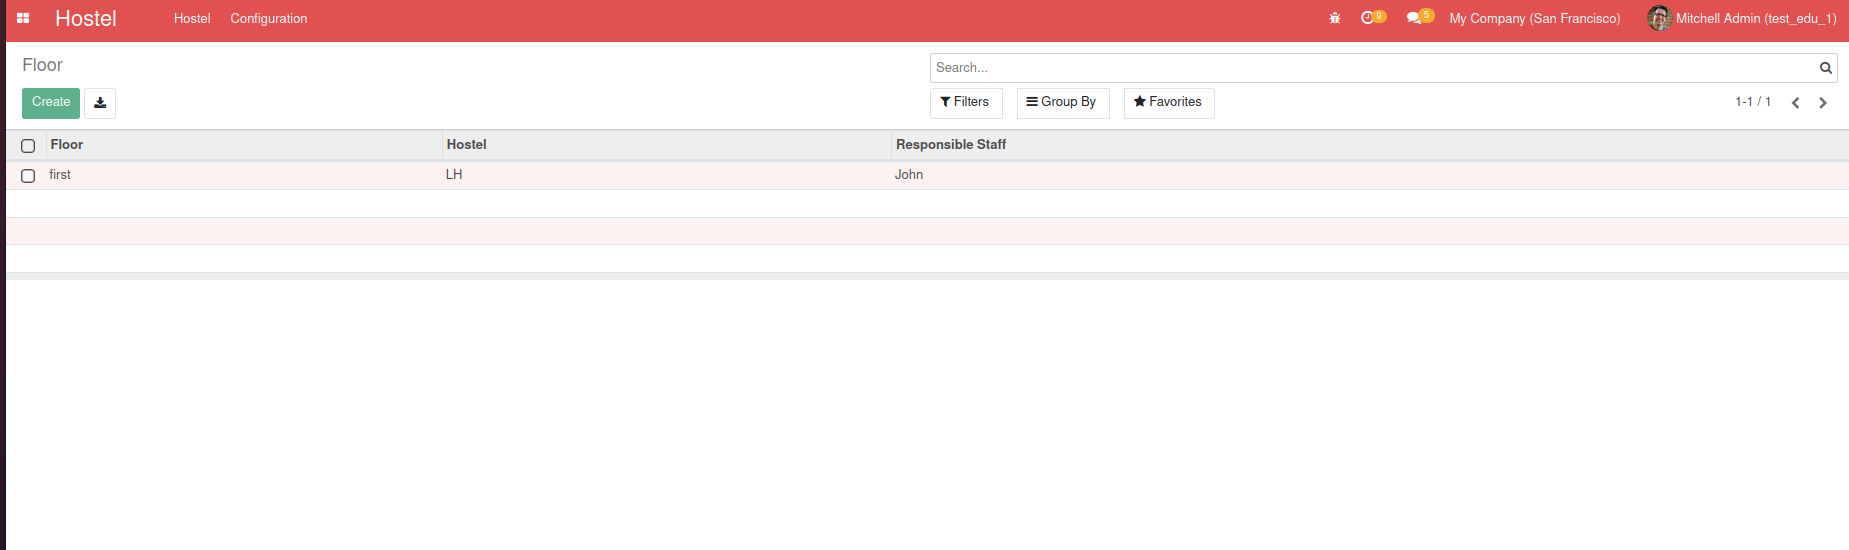 Hostel Hostel Configuration 9 5 My Company (San Francisco) Mitchell Admin (test_edu_1)
Floor Search...
Create Filters Group By Favorites 1-1 / 1
Floor Hostel Responsible Staff
first LH John